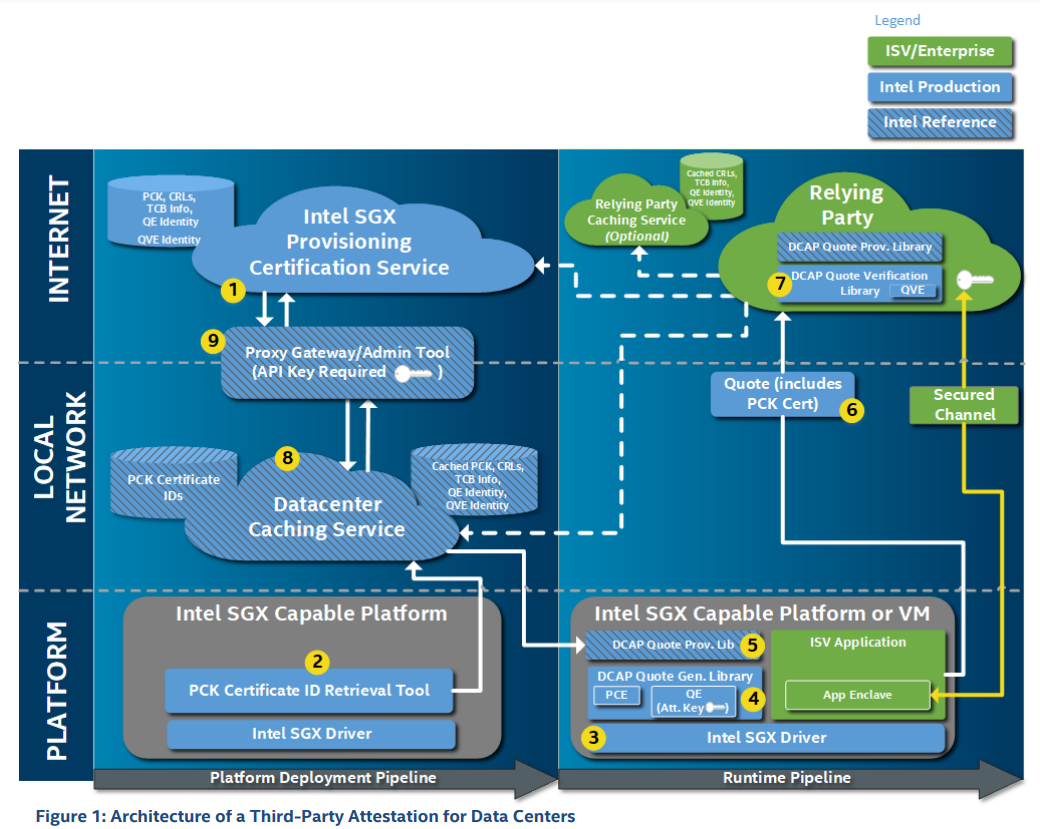 Legend
ISV/Enterprise
Intel Production
Intel Reference
INTERNET
PCK, CRLs,
TCB Info,
QE Identity
QVE Identity
Intel SGX
Provisioning
Certification Service
1
9
Proxy Gateway/Admin Tool
(API Key Required )
Relying Party
Caching Service
(Optional)
Cached CRLs,
TCB Info,
QE Identity,
QVE Identity
Relying
Party
DCAP Quote Prov. Library
7
DCAP Quote Verification
Library
QVE
LOCAL
NETWORK
PCK Certificate
IDs
8
Datacenter
Caching Service
Cached PCK, CRLs,
TCB Info,
QE Identity,
QVE Identity
Quote (includes
PCK Cert)
6
Secured
Channel
PLATFORM
Intel SGX Capable Platform
2
PCK Certificate ID Retrieval Tool
Intel SGX Driver
Intel SGX Capable Platform or VM
DCAP Quote Prov. Lib
5
DCAP Quote Gen. Library
PCE
QE
(Att. Key )
4
ISV Application
App Enclave
3
Intel SGX Driver
Platform Deployment Pipeline
Runtime Pipeline
Figure 1: Architecture of a Third-Party Attestation for Data Centers